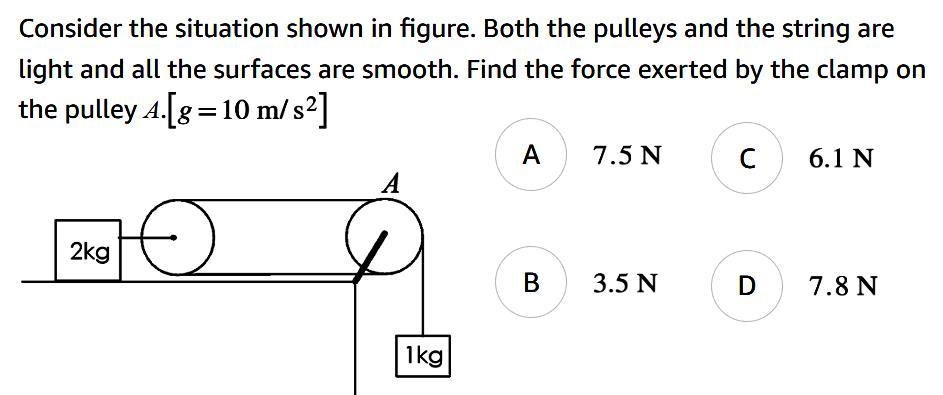 Consider the situation shown in figure. Both the pulleys and the string are
light and all the surfaces are smooth. Find the force exerted by the clamp on
the pulley A.[g=10 m/s²]
A 7.5 N C 6.1 N
A
2kg
B 3.5 N D 7.8 N
1kg